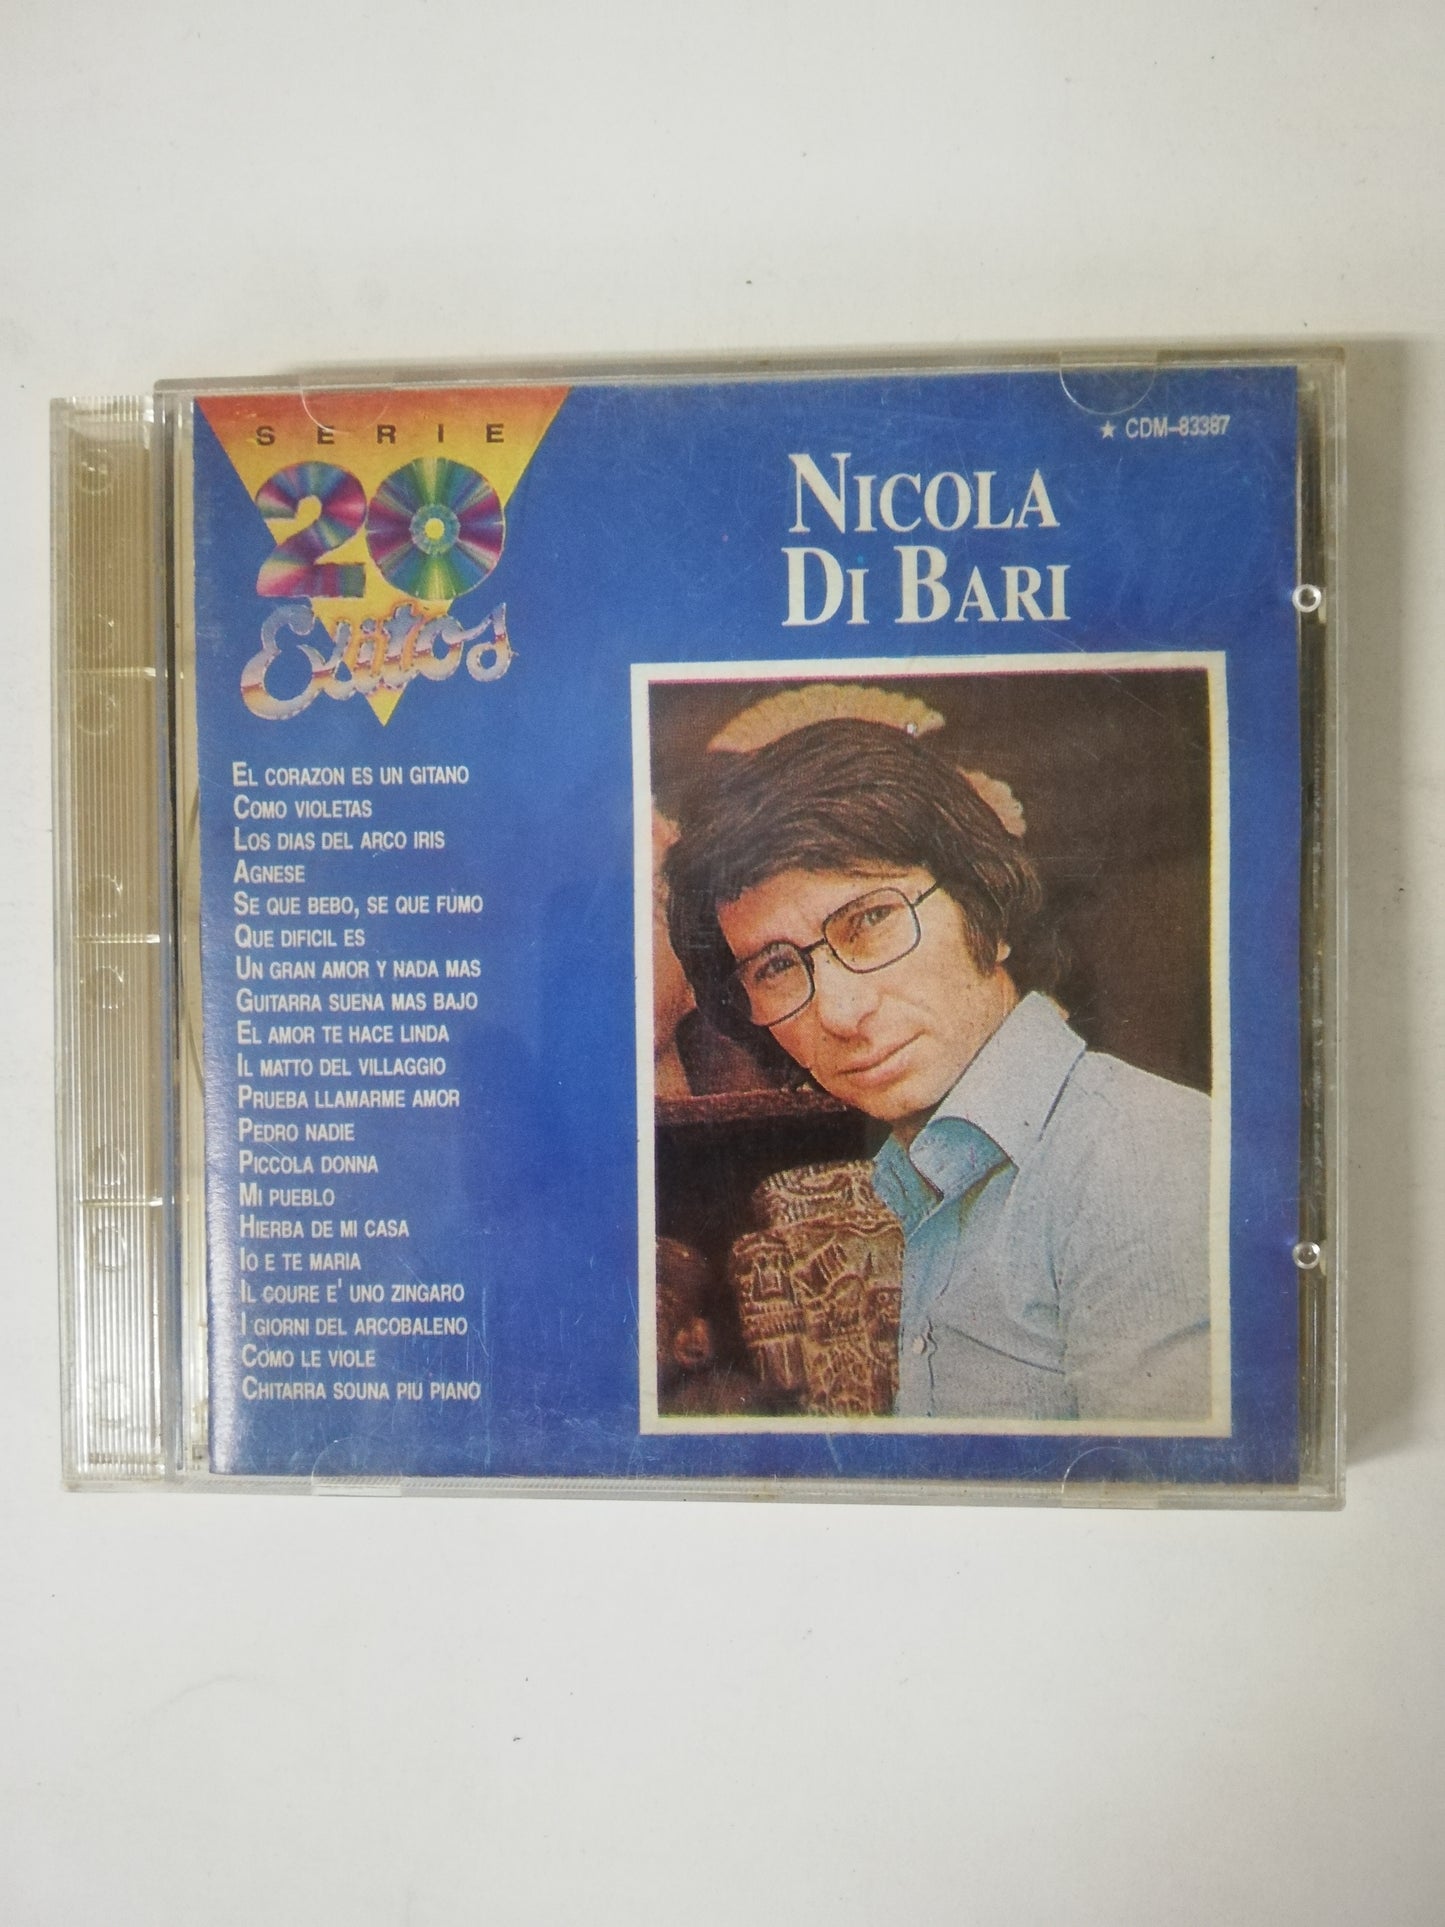 SERIE
20
Exitos
★ CDM-83387
NICOLA
DI BARI
EL CORAZON ES UN GITANO
COMO VIOLETAS
LOS DIAS DEL ARCO IRIS
AGNESE
SE QUE BEBO, SE QUE FUMO
QUE DIFICIL ES
UN GRAN AMOR Y NADA MAS
GUITARRA SUENA MAS BAJO
EL AMOR TE HACE LINDA
IL MATTO DEL VILLAGGIO
PRUEBA LLAMARME AMOR
PEDRO NADIE
PICCOLA DONNA
MI PUEBLO
HIERBA DE MI CASA
IO E TE MARIA
IL COURE E' UNO ZINGARO
I GIORNI DEL ARCOBALENO
COMO LE VIOLE
CHITARRA SOUNA PIU PIANO